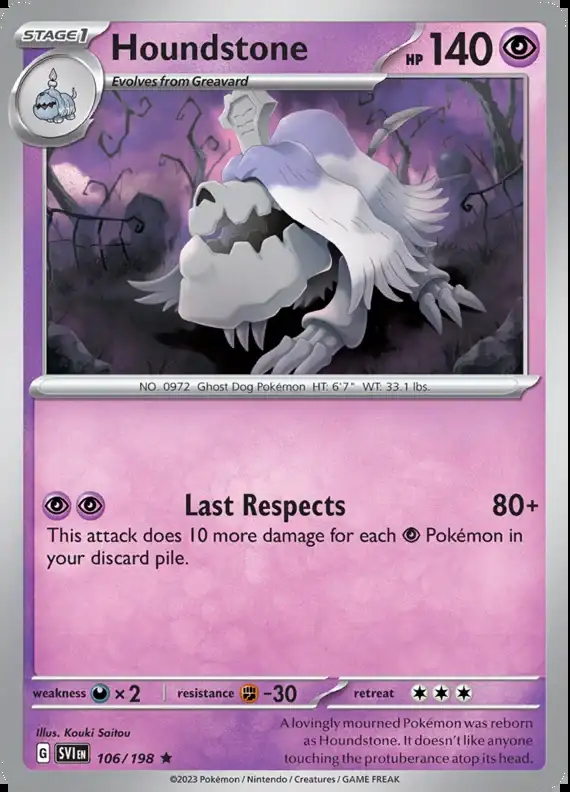 STAGE1
Houndstone
HP 140
Evolves from Greavard
NO. 0972 Ghost Dog Pokémon HT: 6'7" WT: 33.1 lbs.
Last Respects 80+
This attack does 10 more damage for each Pokémon in
your discard pile.
weakness ×2 resistance -30 retreat
Illus. Kouki Saitou
A lovingly mourned Pokémon was reborn
as Houndstone. It doesn't like anyone
touching the protuberance atop its head.
G SVI EN 106/198 ★
©2023 Pokémon / Nintendo / Creatures / GAME FREAK